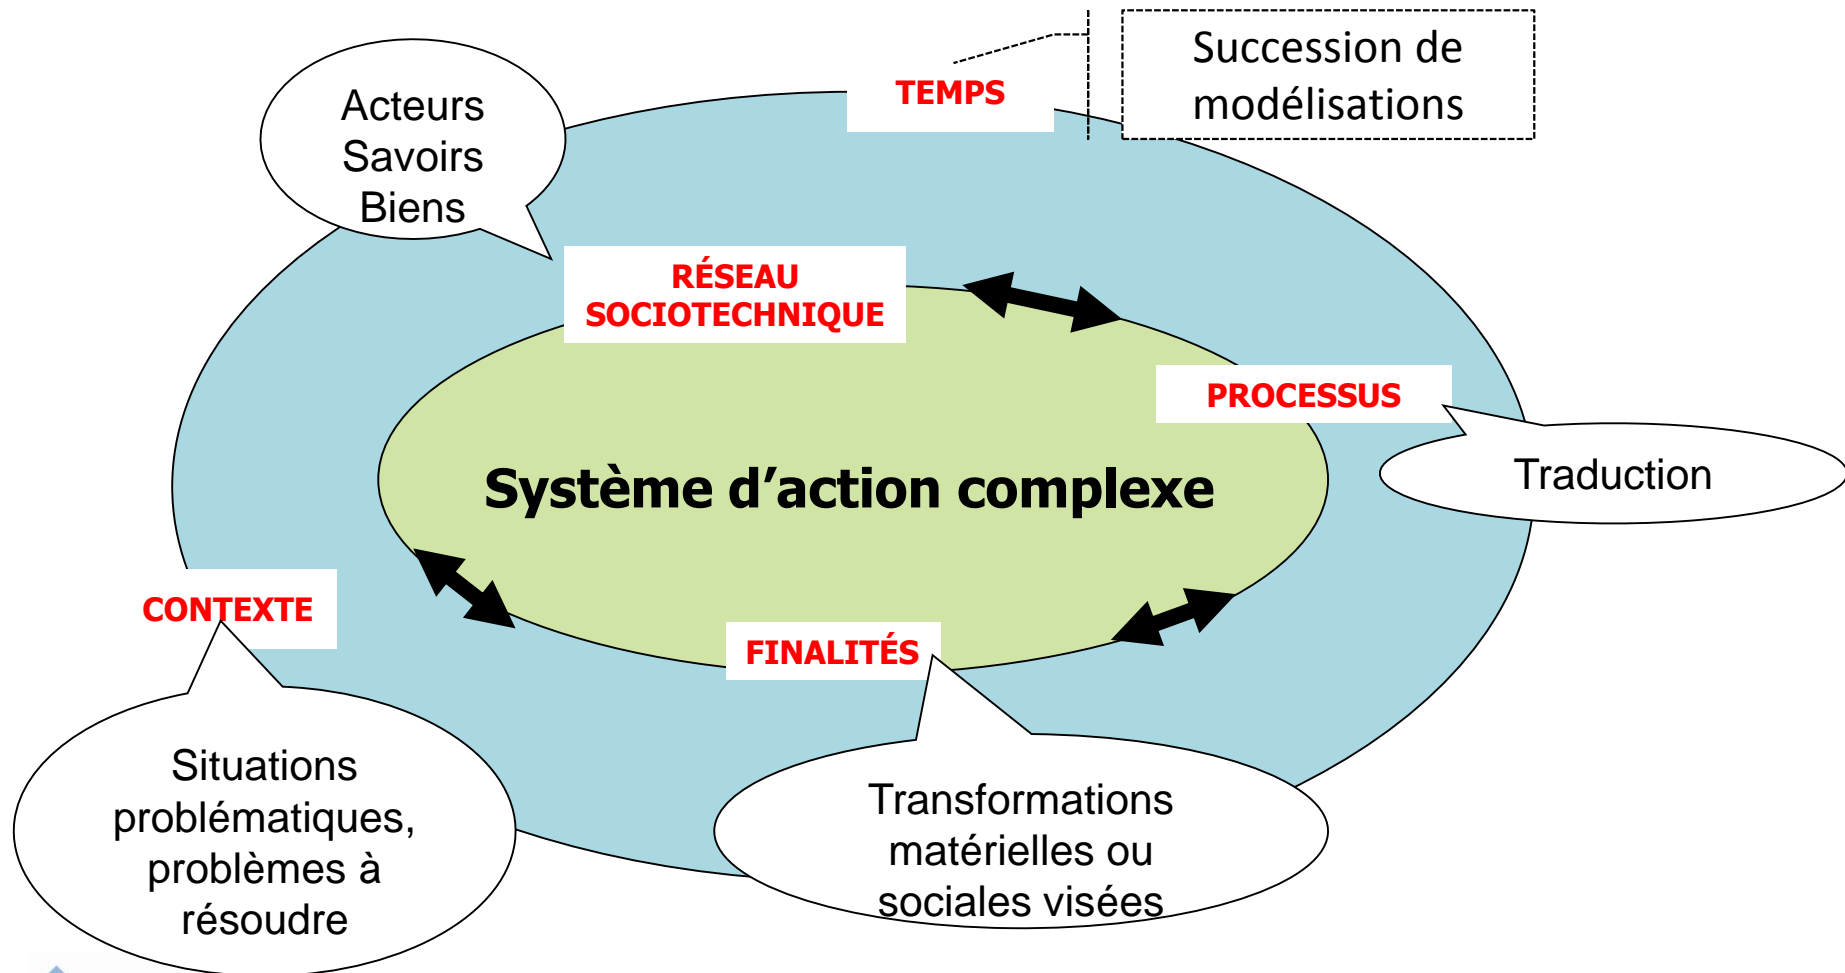 Succession de
modélisations
TEMPS
Acteurs
Savoirs
Biens
RÉSEAU
SOCIOTECHNIQUE
PROCESSUS
Traduction
Système d’action complexe
CONTEXTE
FINALITÉS
Situations
problématiques,
problèmes à
résoudre
Transformations
matérielles ou
sociales visées